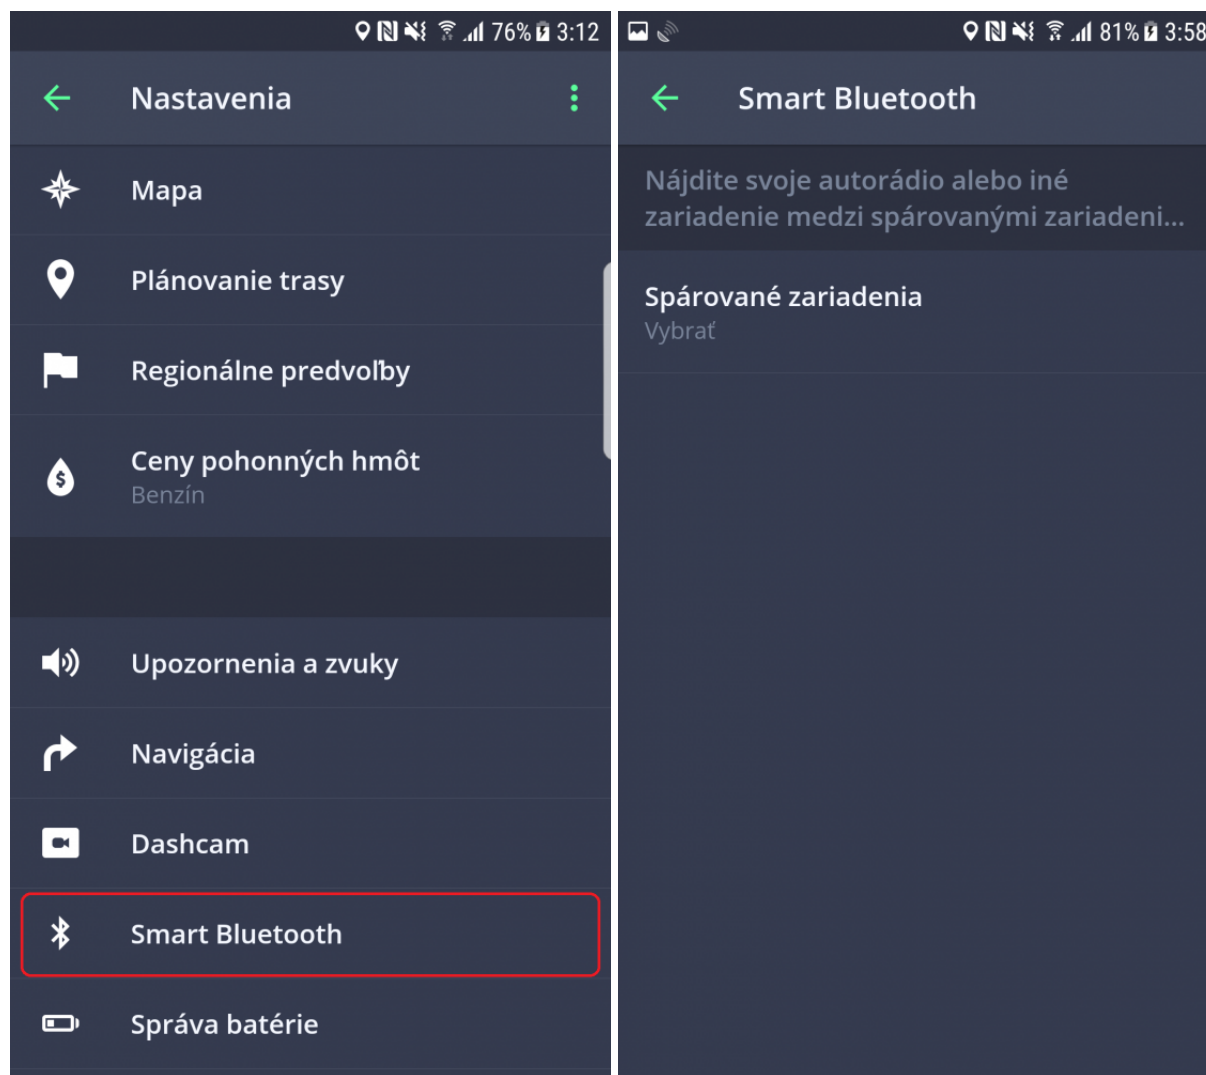 76% 3:12
Nastavenia
Mapa
Plánovanie trasy
Regionálne predvoľby
Ceny pohonných hmôt
Benzín
Upozornenia a zvuky
Navigácia
Dashcam
Smart Bluetooth
Správa batérie
81% 3:58
Smart Bluetooth
Nájdite svoje autorádio alebo iné
zariadenie medzi spárovanými zariadeni...
Spárované zariadenia
Vybrať